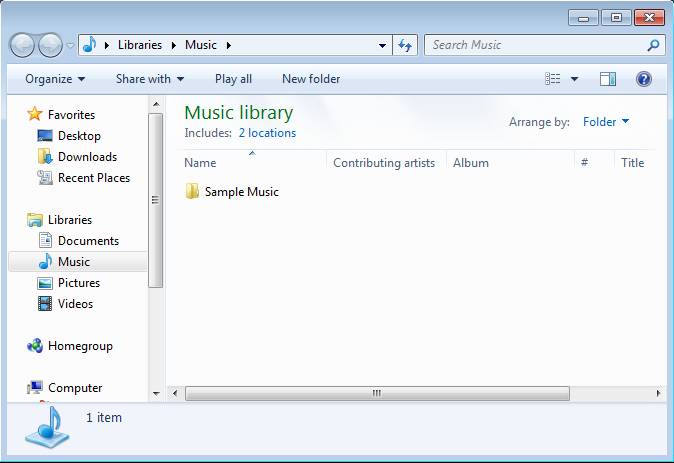 Libraries Music
Search Music
Organize Share with Play all New folder
Favorites
Desktop
Downloads
Recent Places
Libraries
Documents
Music
Pictures
Videos
Homegroup
Computer
Music library
Includes: 2 locations
Arrange by: Folder
Name Contributing artists Album # Title
Sample Music
1 item